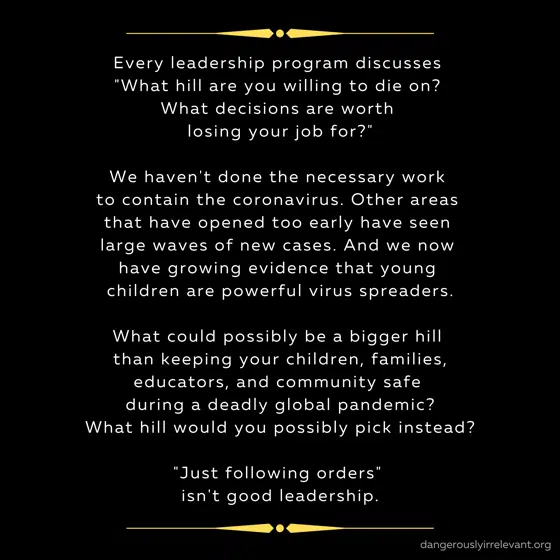 Every leadership program discusses
"What hill are you willing to die on?
What decisions are worth
losing your job for?"
We haven't done the necessary work
to contain the coronavirus. Other areas
that have opened too early have seen
large waves of new cases. And we now
have growing evidence that young
children are powerful virus spreaders.
What could possibly be a bigger hill
than keeping your children, families,
educators, and community safe
during a deadly global pandemic?
What hill would you possibly pick instead?
"Just following orders"
isn't good leadership.
dangerouslyirrelevant.org